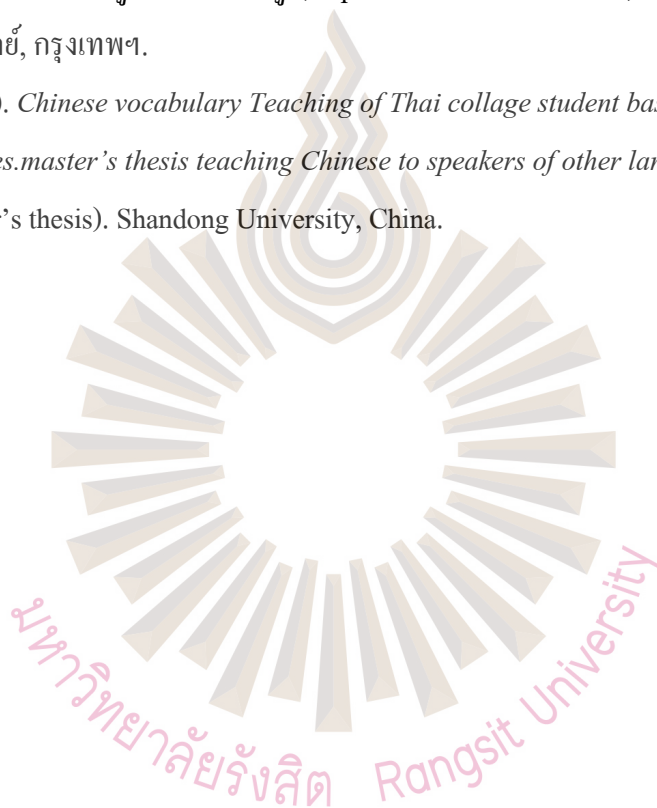 ย์, กรุงเทพฯ.
). Chinese vocabulary Teaching of Thai collage student bas
es.master’s thesis teaching Chinese to speakers of other lan
’s thesis). Shandong University, China.
มหาวิทยาลัยรังสิต Rangsit University